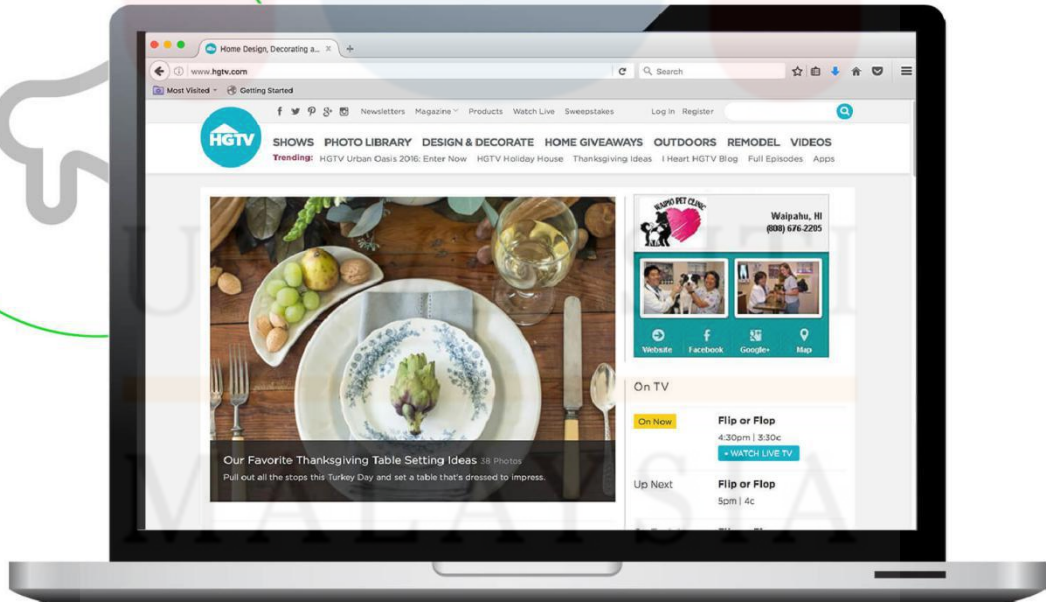 Home Design, Decorating a...
www.hgtv.com
Search
Most Visited
Getting Started
Newsletters Magazine Products Watch Live Sweepstakes Log In Register
HGTV
SHOWS PHOTO LIBRARY DESIGN & DECORATE HOME GIVEAWAYS OUTDOORS REMODEL VIDEOS
Trending: HGTV Urban Oasis 2016: Enter Now HGTV Holiday House Thanksgiving Ideas I Heart HGTV Blog Full Episodes Apps
WAIPIO PET CLINIC
Waipahu, HI
(808) 676-2205
Website Facebook Google+ Map
Our Favorite Thanksgiving Table Setting Ideas 38 Photos
Pull out all the stops this Turkey Day and set a table that's dressed to impress.
On TV
On Now Flip or Flop
4:30pm | 3:30c
+ WATCH LIVE TV
Up Next Flip or Flop
5pm | 4c
MALAYSIA